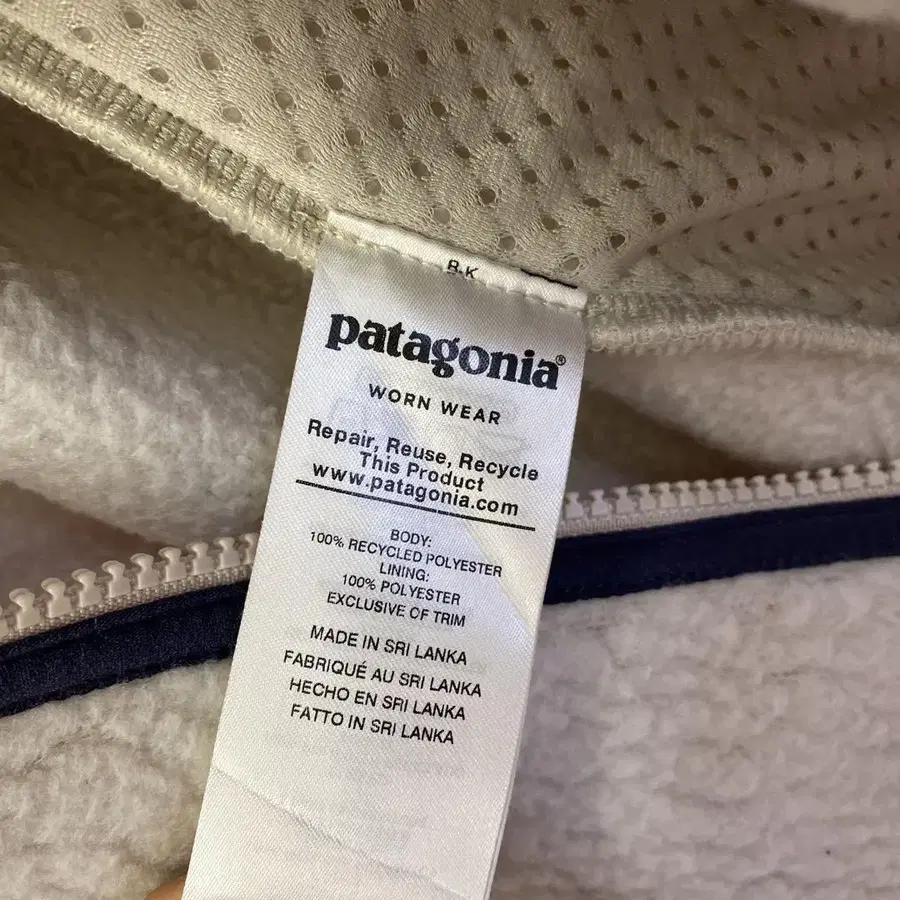 patagonia®
WORN WEAR
Repair, Reuse, Recycle
This Product
www.patagonia.com
BODY:
100% RECYCLED POLYESTER
LINING:
100% POLYESTER
EXCLUSIVE OF TRIM
MADE IN SRI LANKA
FABRIQUÉ AU SRI LANKA
HECHO EN SRI LANKA
FATTO IN SRI LANKA